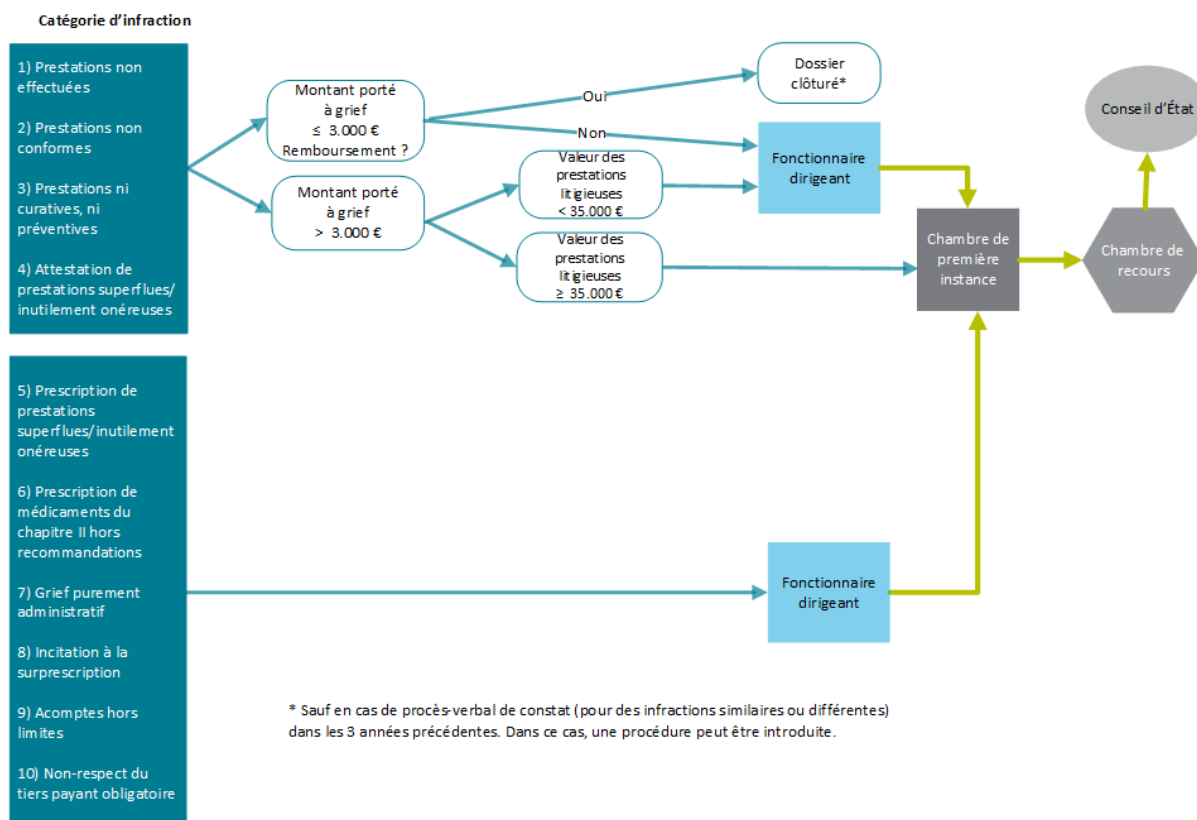 Catégorie d’infraction
1) Prestations non
effectuées
2) Prestations non
conformes
3) Prestations ni
curatives, ni
préventives
4) Attestation de
prestations superflues/
inutilement onéreuses
Montant porté
à grief
≤ 3.000 €
Remboursement ?
Montant porté
à grief
> 3.000 €
Oui
Non
Dossier
clôturé*
Valeur des
prestations
litigieuses
< 35.000 €
Valeur des
prestations
litigieuses
≥ 35.000 €
Fonctionnaire
dirigeant
Chambre de
première
instance
Conseil d’État
Chambre de
recours
5) Prescription de
prestations
superflues/inutilement
onéreuses
6) Prescription de
médicaments du
chapitre II hors
recommandations
7) Grief purement
administratif
8) Incitation à la
surprescription
9) Acomptes hors
limites
10) Non-respect du
tiers payant obligatoire
Fonctionnaire
dirigeant
* Sauf en cas de procès-verbal de constat (pour des infractions similaires ou différentes)
dans les 3 années précédentes. Dans ce cas, une procédure peut être introduite.